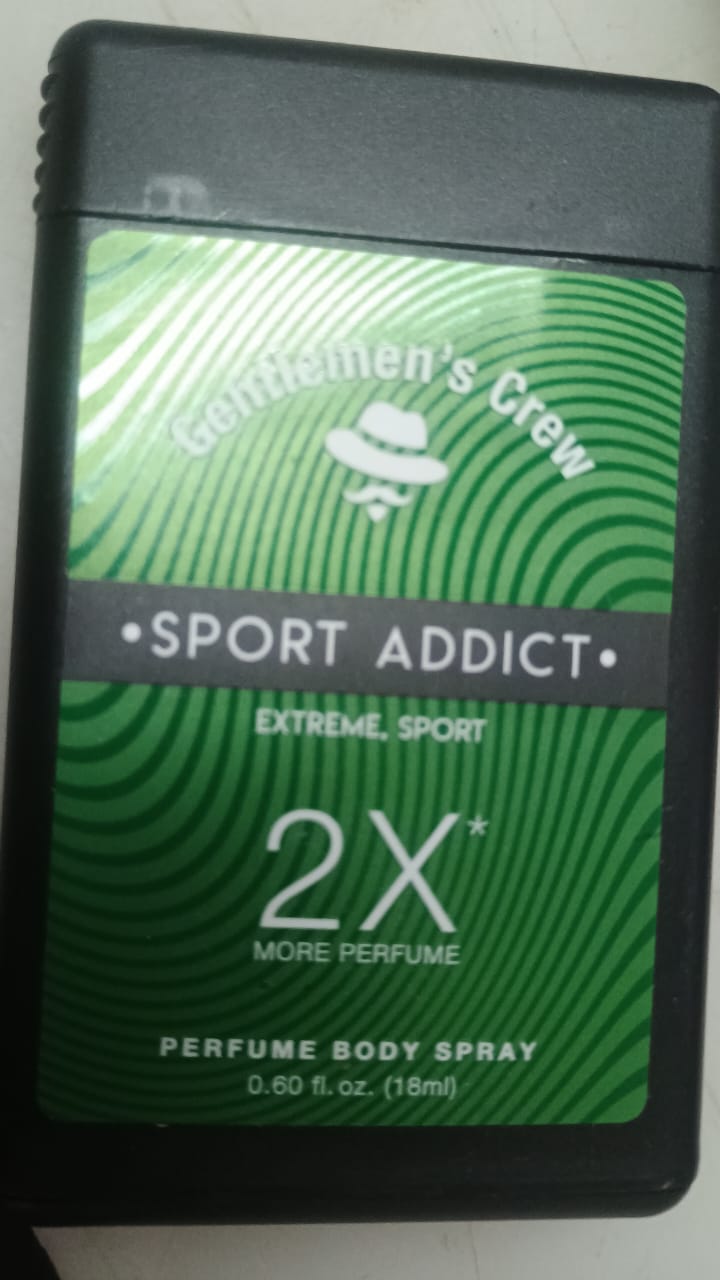 Gentlemen's Crew
•SPORT ADDICT•
EXTREME. SPORT
2X*
MORE PERFUME
PERFUME BODY SPRAY
0.60 fl. oz. (18ml)